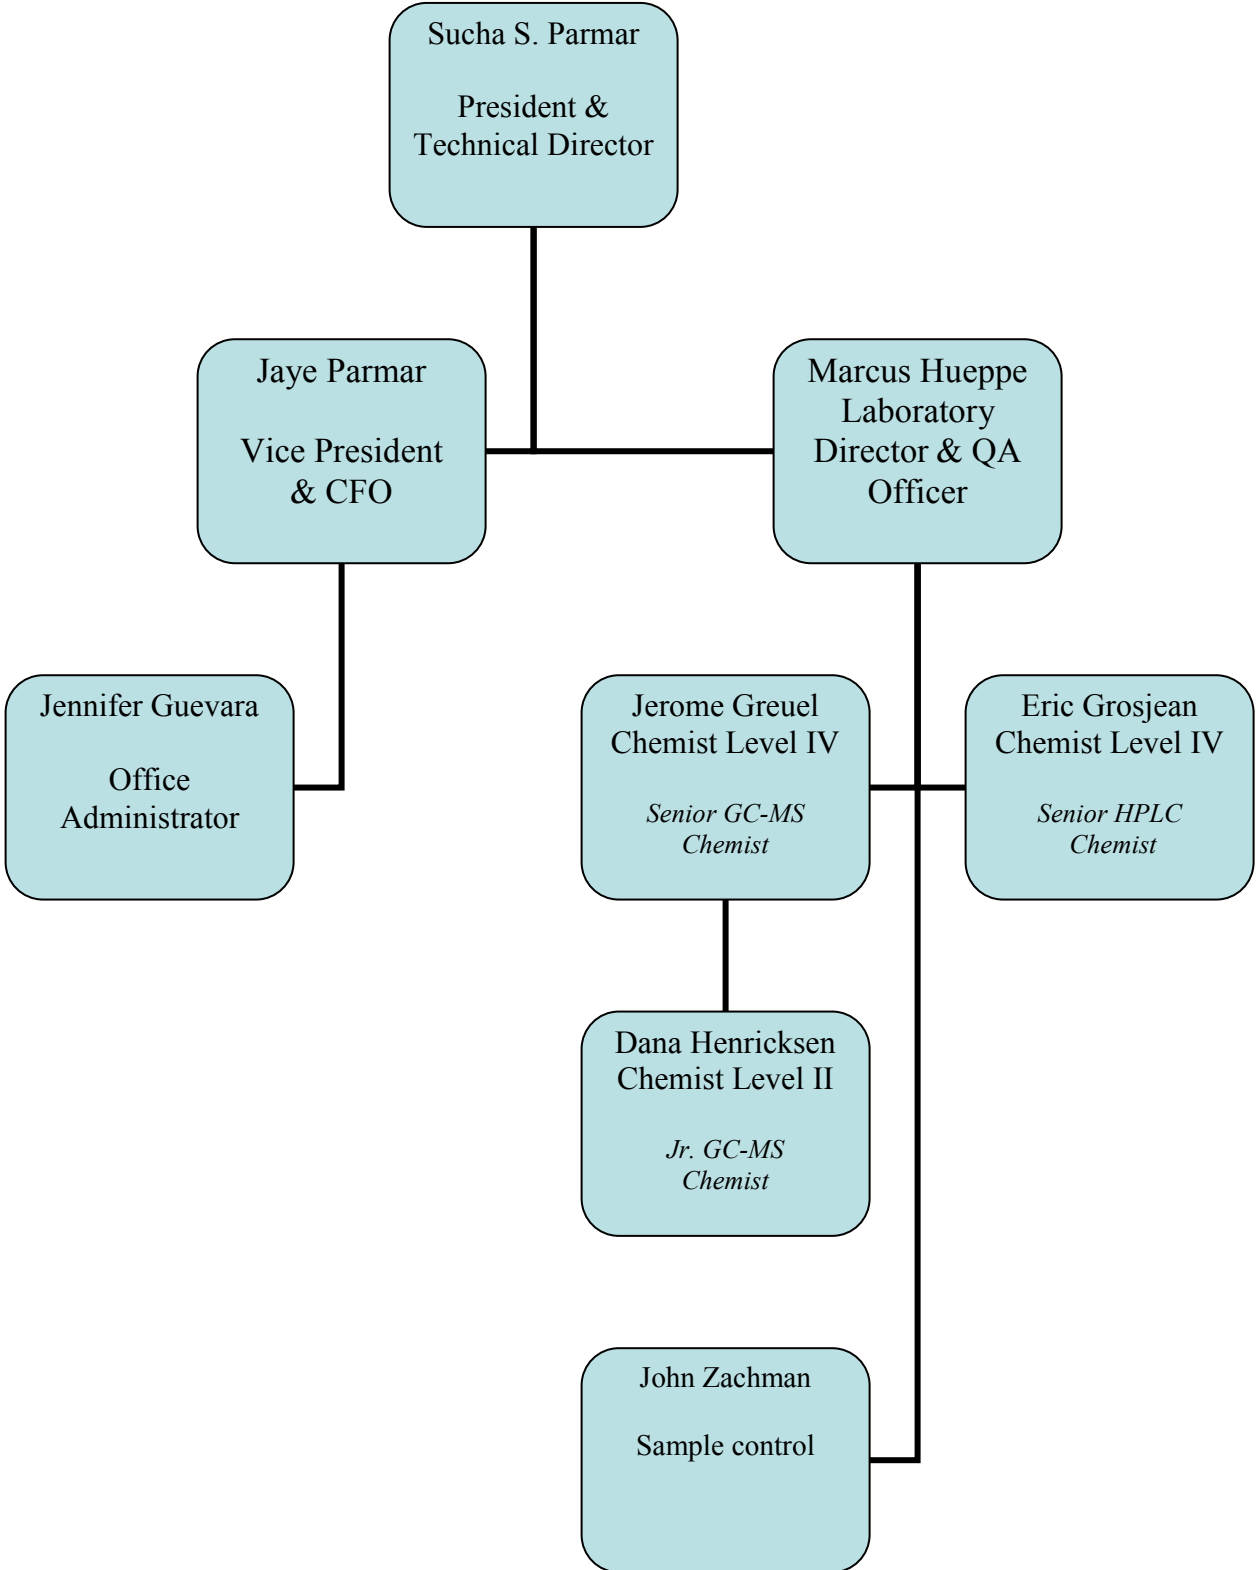 Sucha S. Parmar
President &
Technical Director
Jaye Parmar
Vice President
& CFO
Marcus Hueppe
Laboratory
Director & QA
Officer
Jennifer Guevara
Office
Administrator
Jerome Greuel
Chemist Level IV
Senior GC-MS
Chemist
Eric Grosjean
Chemist Level IV
Senior HPLC
Chemist
Dana Henricksen
Chemist Level II
Jr. GC-MS
Chemist
John Zachman
Sample control